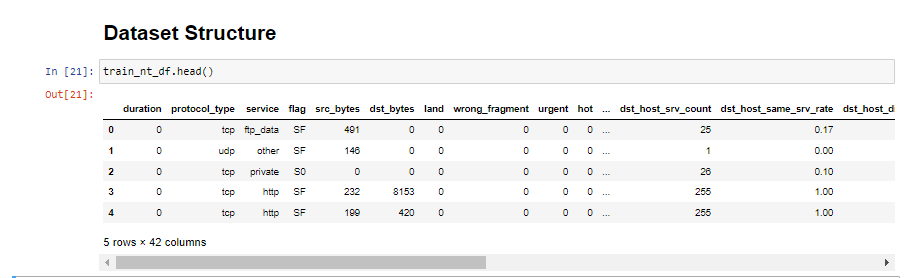 Dataset Structure
In [21]: train_nt_df.head()
Out[21]:
duration protocol_type service flag src_bytes dst_bytes land wrong_fragment urgent hot ... dst_host_srv_count dst_host_same_srv_rate dst_host_di
0 0 tcp ftp_data SF 491 0 0 0 0 0 ... 25 0.17
1 0 udp other SF 146 0 0 0 0 0 ... 1 0.00
2 0 tcp private S0 0 0 0 0 0 0 ... 26 0.10
3 0 tcp http SF 232 8153 0 0 0 0 ... 255 1.00
4 0 tcp http SF 199 420 0 0 0 0 ... 255 1.00
5 rows × 42 columns